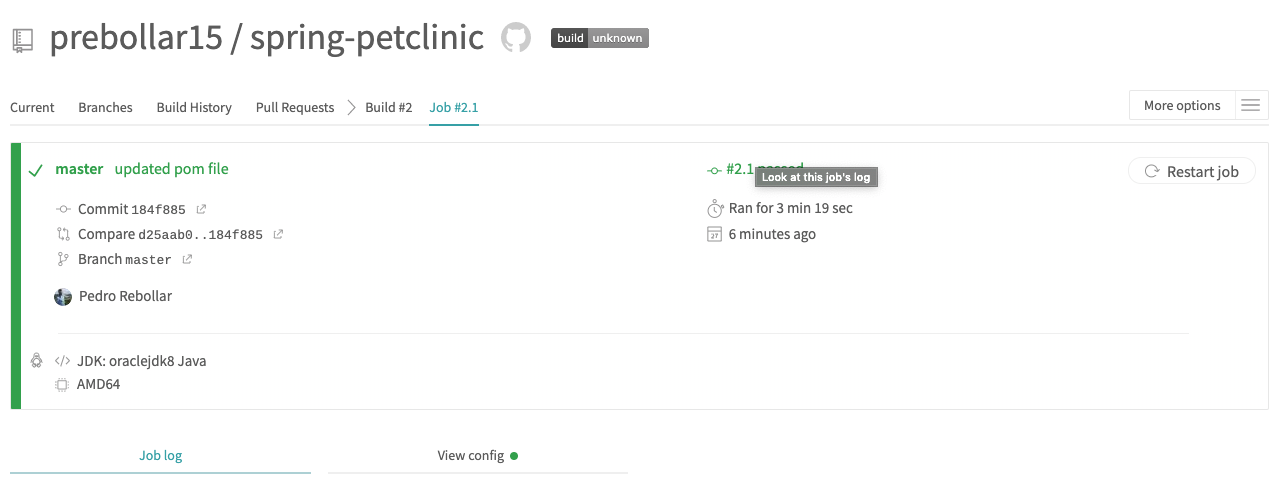 prebollar15 / spring-petclinic
build unknown
Current Branches Build History Pull Requests Build #2 Job #2.1
More options
master updated pom file
#2.1 passed
Look at this job's log
Restart job
Commit 184f885
Ran for 3 min 19 sec
Compare d25aab0..184f885
27 6 minutes ago
Branch master
Pedro Rebollar
</> JDK: oraclejdk8 Java
AMD64
Job log View config